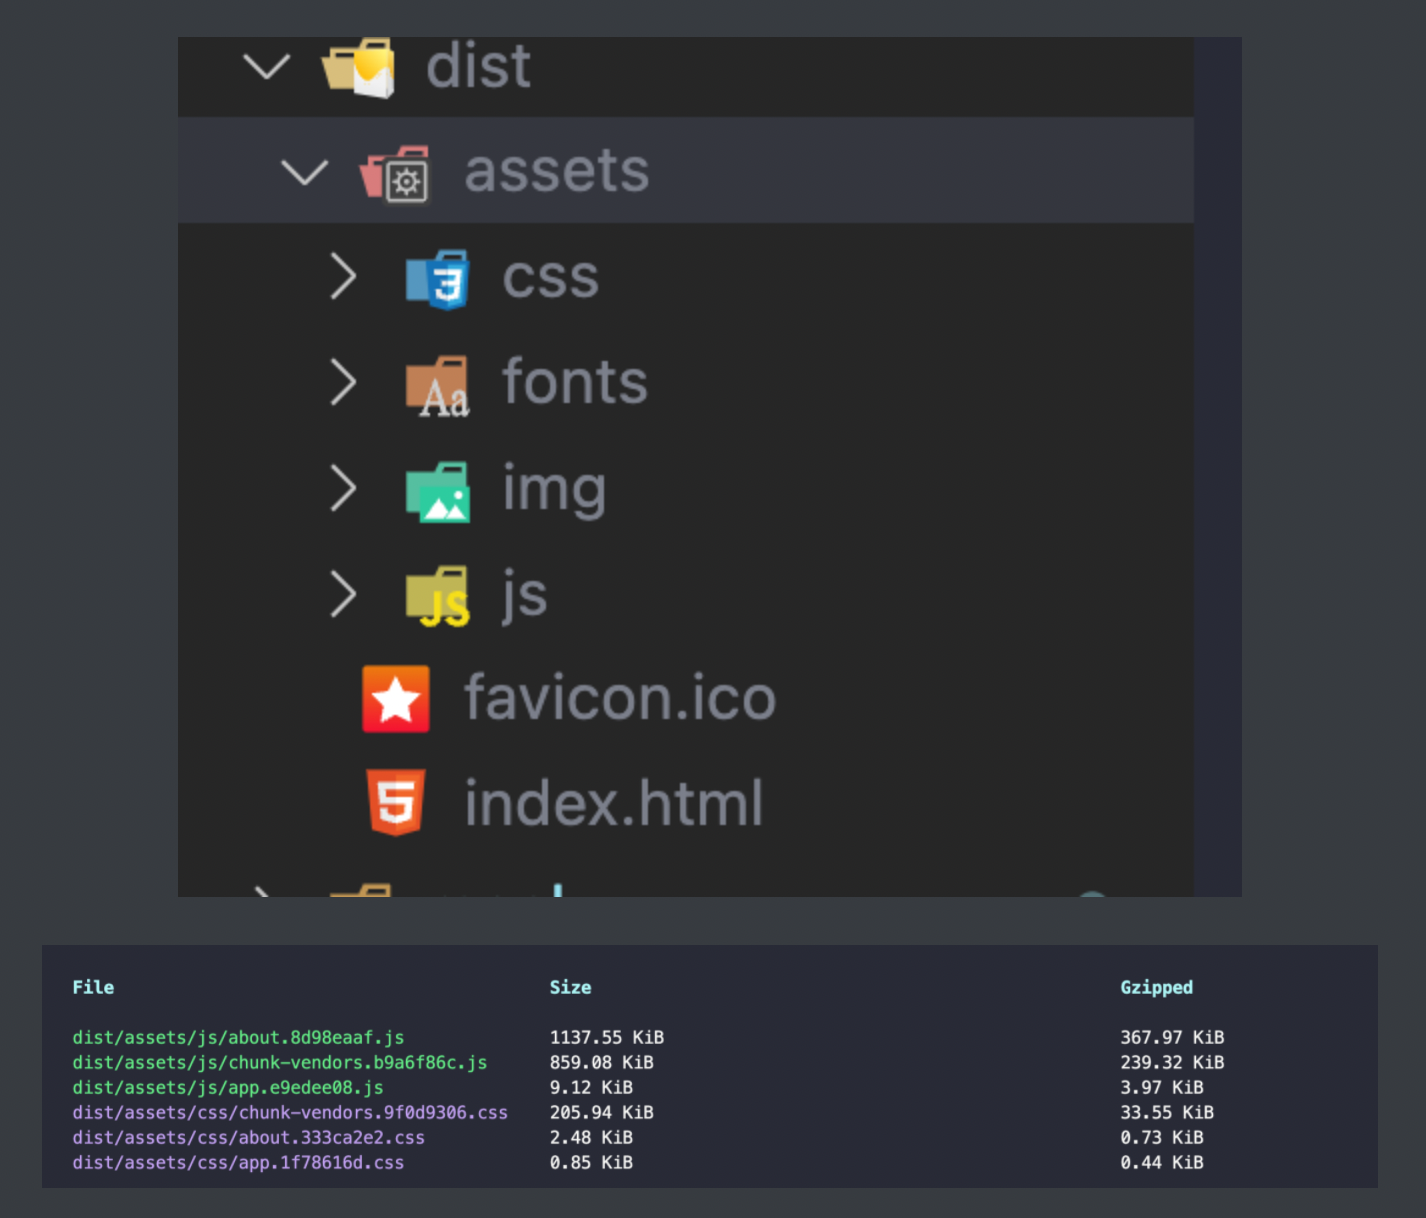 dist
assets
css
Aa fonts
img
JS js
favicon.ico
index.html
File Size Gzipped
dist/assets/js/about.8d98eaaf.js 1137.55 KiB 367.97 KiB
dist/assets/js/chunk-vendors.b9a6f86c.js 859.08 KiB 239.32 KiB
dist/assets/js/app.e9edee08.js 9.12 KiB 3.97 KiB
dist/assets/css/chunk-vendors.9f0d9306.css 205.94 KiB 33.55 KiB
dist/assets/css/about.333ca2e2.css 2.48 KiB 0.73 KiB
dist/assets/css/app.1f78616d.css 0.85 KiB 0.44 KiB